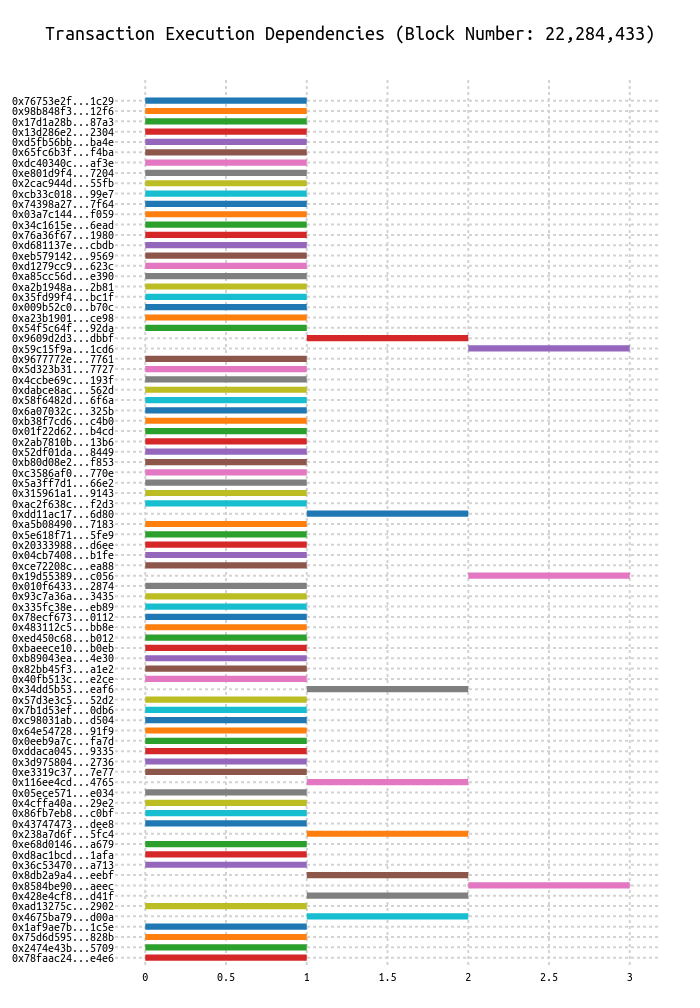 Transaction Execution Dependencies (Block Number: 22,284,433)
0x76753e2f...1c29
0x98b848f3...12f6
0x17d1a28b...87a3
0x13d286e2...2304
0xd5fb56bb...ba4e
0x65fc6b3f...f4ba
0xdc40340c...af3e
0xe801d9f4...7204
0x2cac944d...55fb
0xcb33c018...99e7
0x74398a27...7f64
0x03a7c144...f059
0x34c1615e...6ead
0x76a36f67...1980
0xd681137e...cbdb
0xeb579142...9569
0xd1279cc9...623c
0xa85cc56d...e390
0xa2b1948a...2b81
0x35fd99f4...bc1f
0x009b52c0...b70c
0xa23b1901...ce98
0x54f5c64f...92da
0x9609d2d3...dbbf
0x59c15f9a...1cd6
0x9677772e...7761
0x5d323b31...7727
0x4ccbe69c...193f
0xdabce8ac...562d
0x58f6482d...6f6a
0x6a07032c...325b
0xb38f7cd6...c4b0
0x01f22d62...b4cd
0x2ab7810b...13b6
0x52df01da...8449
0xb80d08e2...f853
0xc3586af0...770e
0x5a3ff7d1...66e2
0x315961a1...9143
0xac2f638c...f2d3
0xdd11ac17...6d80
0xa5b08490...7183
0x5e618f71...5fe9
0x20333988...d6ee
0x04cb7408...b1fe
0xce72208c...ea88
0x19d55389...c056
0x010f6433...2874
0x93c7a36a...3435
0x335fc38e...eb89
0x78ecf673...0112
0x483112c5...bb8e
0xed450c68...b012
0xbaeece10...b0eb
0xb89043ea...4e30
0x82bb45f3...a1e2
0x40fb513c...e2ce
0x34dd5b53...eaf6
0x57d3e3c5...52d2
0x7b1d53ef...0db6
0xc98031ab...d504
0x64e54728...91f9
0x0eeb9a7c...fa7d
0xddaca045...9335
0x3d975804...2736
0xe3319c37...7e77
0x116ee4cd...4765
0x05ece571...e034
0x4cffa40a...29e2
0x86fb7eb8...c0bf
0x43747473...dee8
0x238a7d6f...5fc4
0xe68d0146...a679
0xd8ac1bcd...1afa
0x36c53470...a713
0x8db2a9a4...eebf
0x8584be90...aeec
0x428e4cf8...d41f
0xad13275c...2902
0x4675ba79...d00a
0x1af9ae7b...1c5e
0x75d6d595...828b
0x2474e43b...5709
0x78faac24...e4e6
0 0.5 1 1.5 2 2.5 3